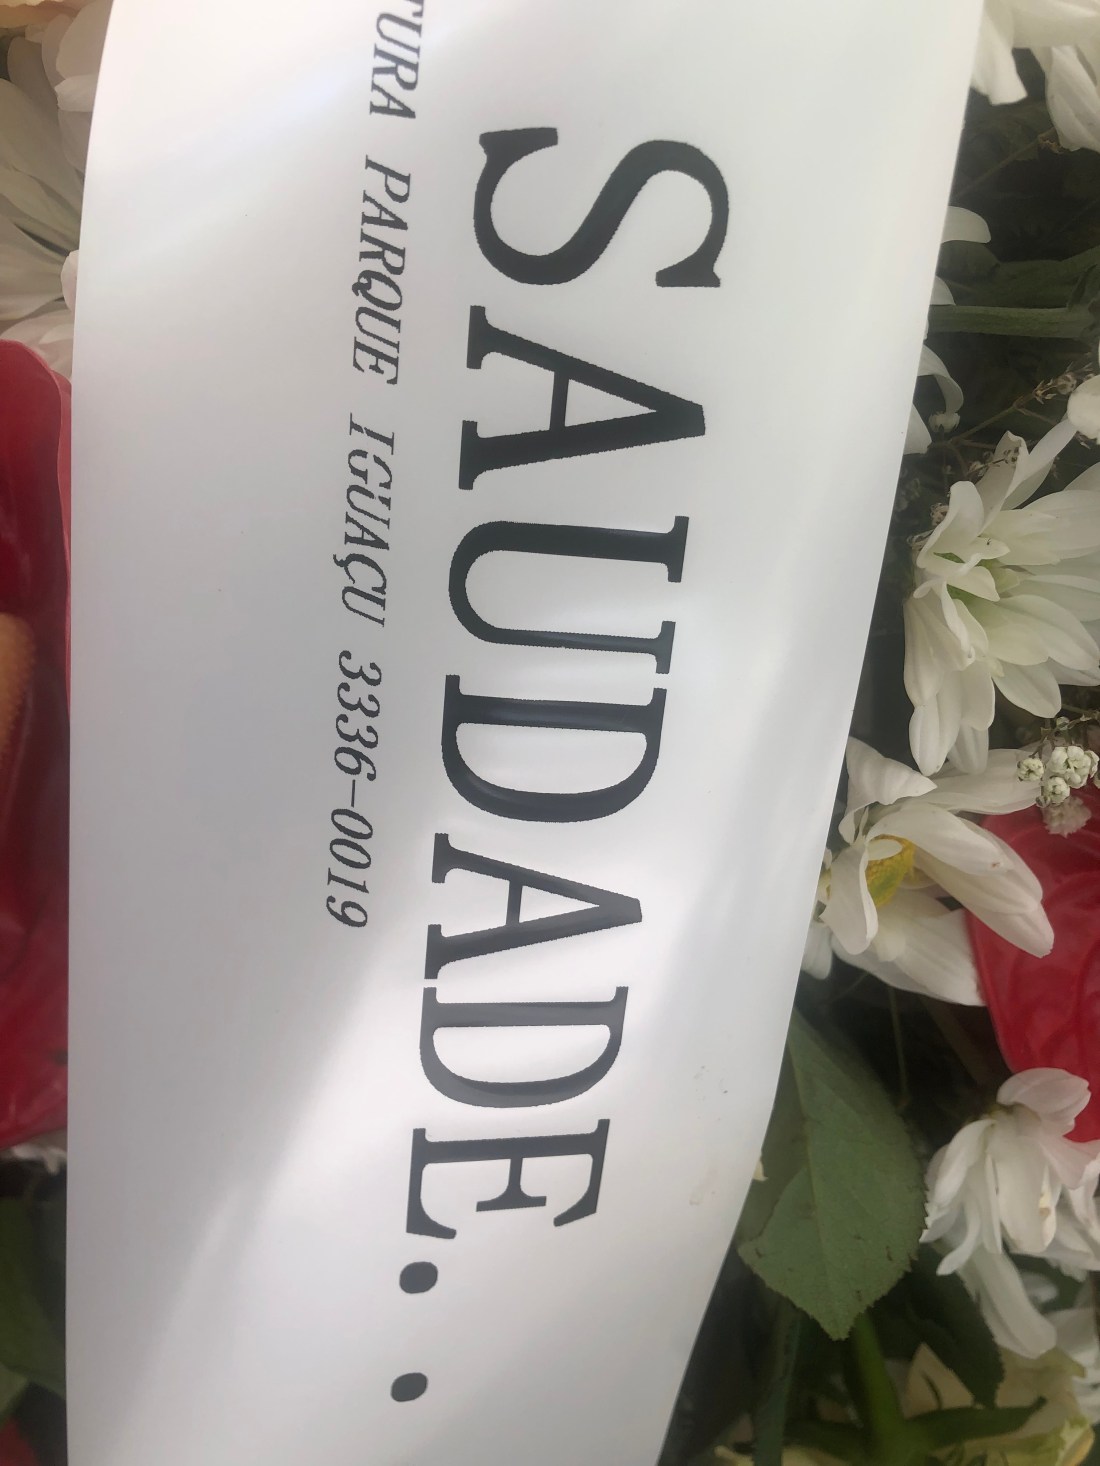 SAUDADE..
TURA PARQUE IGUAÇU 3336-0019